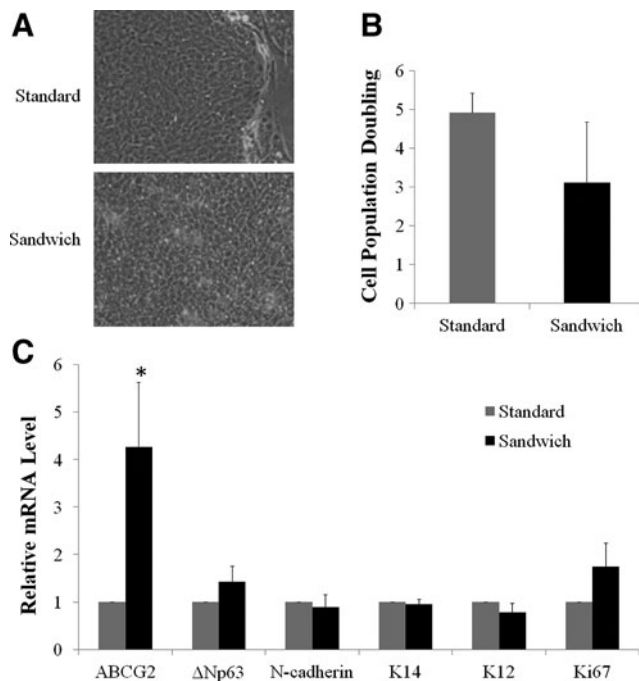 A
Standard
Sandwich
B
Cell Population Doubling
6
5
4
3
2
1
0
Standard
Sandwich
C
Relative mRNA Level
6
5
4
3
2
1
0
*
Standard
Sandwich
ABCG2
ΔNp63
N-cadherin
K14
K12
Ki67